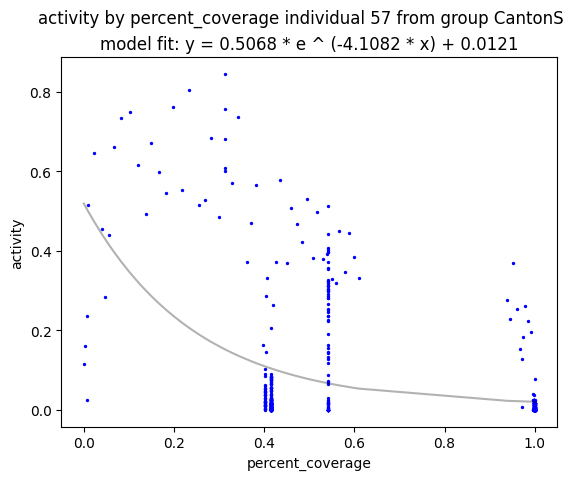 activity by percent_coverage individual 57 from group CantonS
model fit: y = 0.5068 * e ^ (-4.1082 * x) + 0.0121
activity
0.8
0.6
0.4
0.2
0.0
0.0 0.2 0.4 0.6 0.8 1.0
percent_coverage